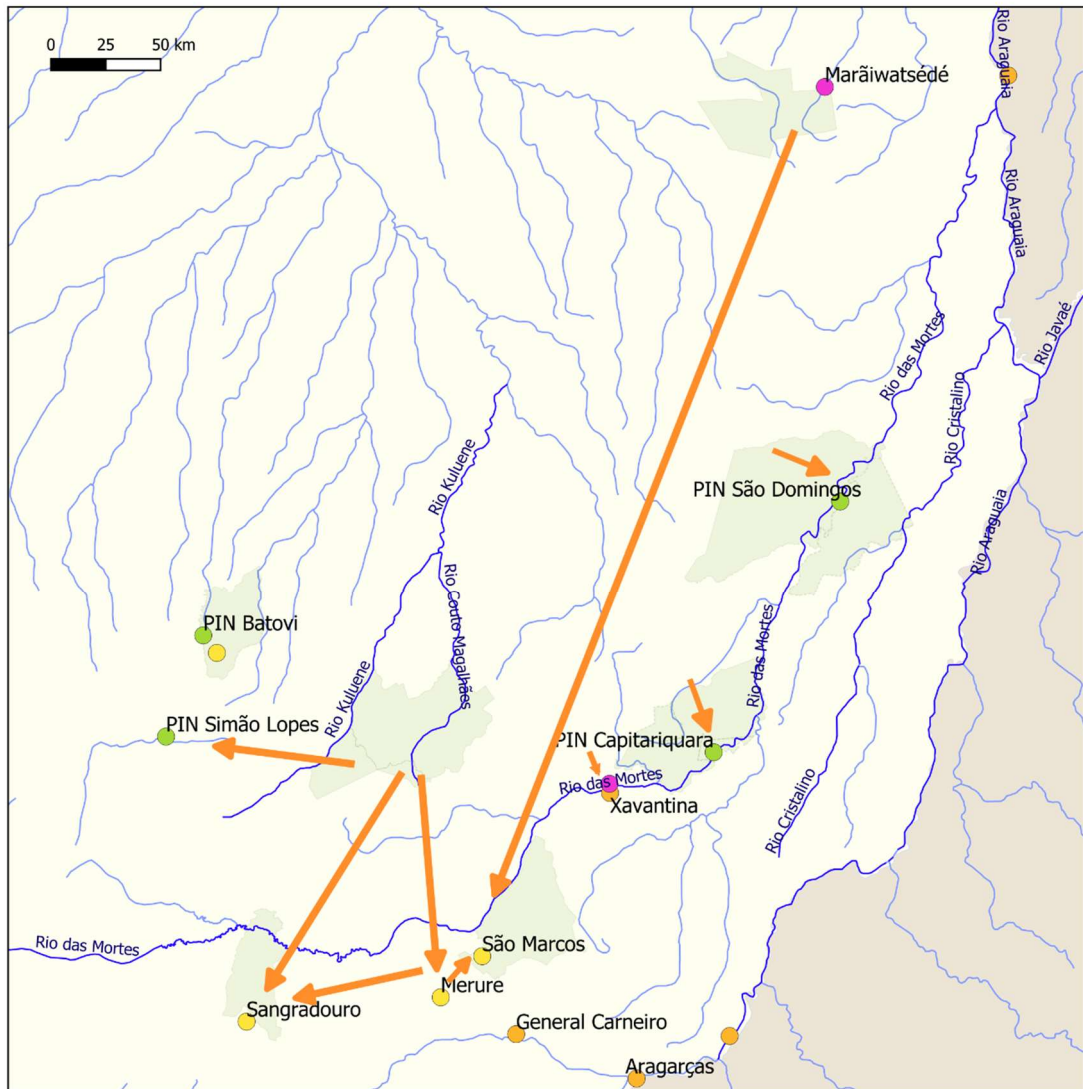 0 25 50 km
Rio Araguaia
Marãiwatsédé
Rio Araguaia
Rio Javaé
Rio das Mortes
Rio Cristalino
Rio Kuluene
PIN São Domingos
Rio Araguaia
Rio Couto Magalhães
PIN Batovi
Rio das Mortes
Rio Kuluene
PIN Simão Lopes
PIN Capitariquara
Rio das Mortes
Xavantina
Rio Cristalino
Rio das Mortes
São Marcos
Merure
Sangradouro
General Carneiro
Aragarças